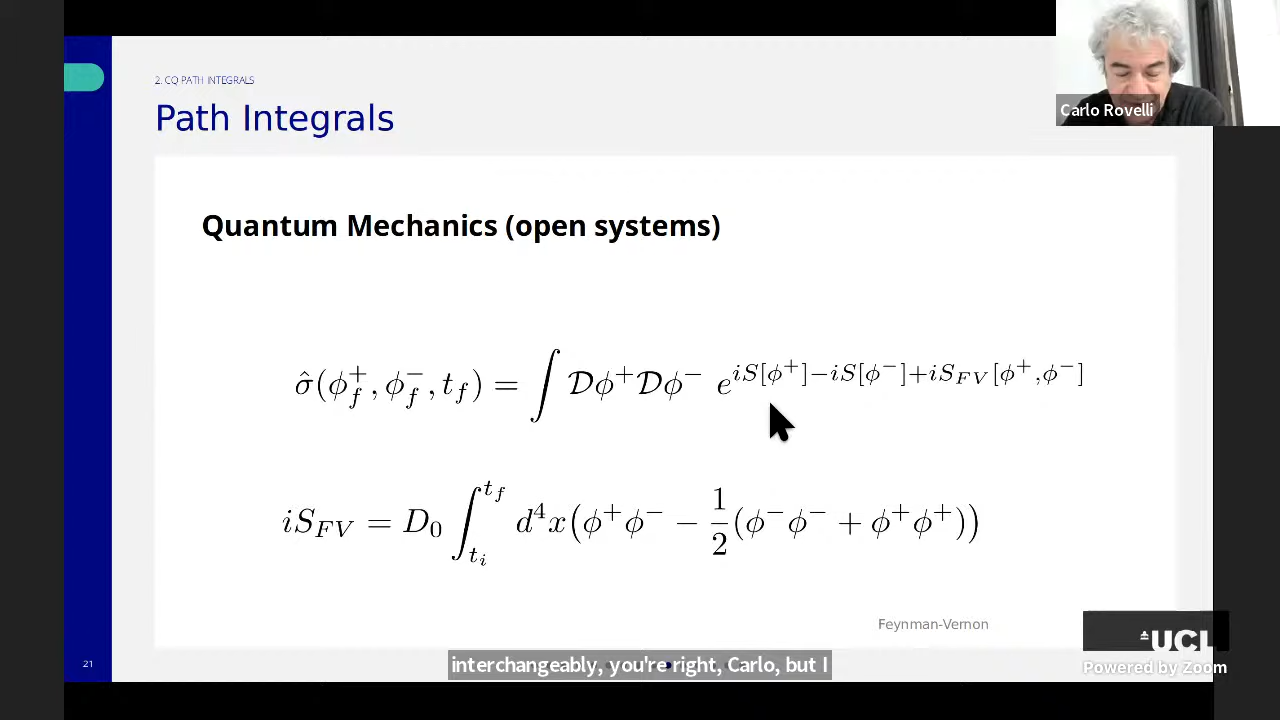 2. CQ PATH INTEGRALS
Path Integrals
Carlo Rovelli
Quantum Mechanics (open systems)
σ̂(ϕ_f^+, ϕ_f^-, t_f) = ∫ 𝒟ϕ^+ 𝒟ϕ^- e^{iS[ϕ^+]−iS[ϕ^-]+iS_{FV}[ϕ^+,ϕ^-]}
iS_{FV} = D_0 ∫_{t_i}^{t_f} d^4x(ϕ^+ϕ^- − \frac{1}{2}(ϕ^-ϕ^- + ϕ^+ϕ^+))
Feynman-Vernon
UCL
21
interchangeably, you're right, Carlo, but I
Powered by Zoom